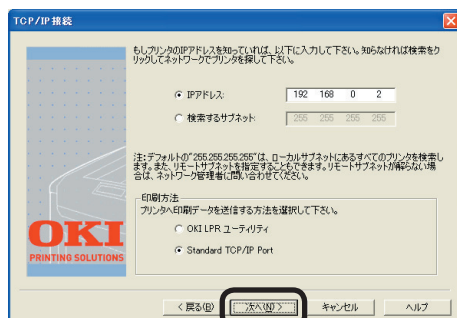 TCP/IP接続
もしプリンタのIPアドレスを知っていれば、以下に入力して下さい。知らなければ検索をク
リックしてネットワークでプリンタを探して下さい。
IPアドレス: 192 168 0 2
検索するサブネット: 255 255 255 255
注:デフォルトの"255.255.255.255"は、ローカルサブネットにあるすべてのプリンタを検索し
ます。また、リモートサブネットを指定することもできます。リモートサブネットが解らない場
合は、ネットワーク管理者に問い合わせてください。
印刷方法
プリンタへ印刷データを送信する方法を選択して下さい。
OKI LPR ユーティリティ
Standard TCP/IP Port
OKI
PRINTING SOLUTIONS
< 戻る(B) 次へ(N) > キャンセル ヘルプ